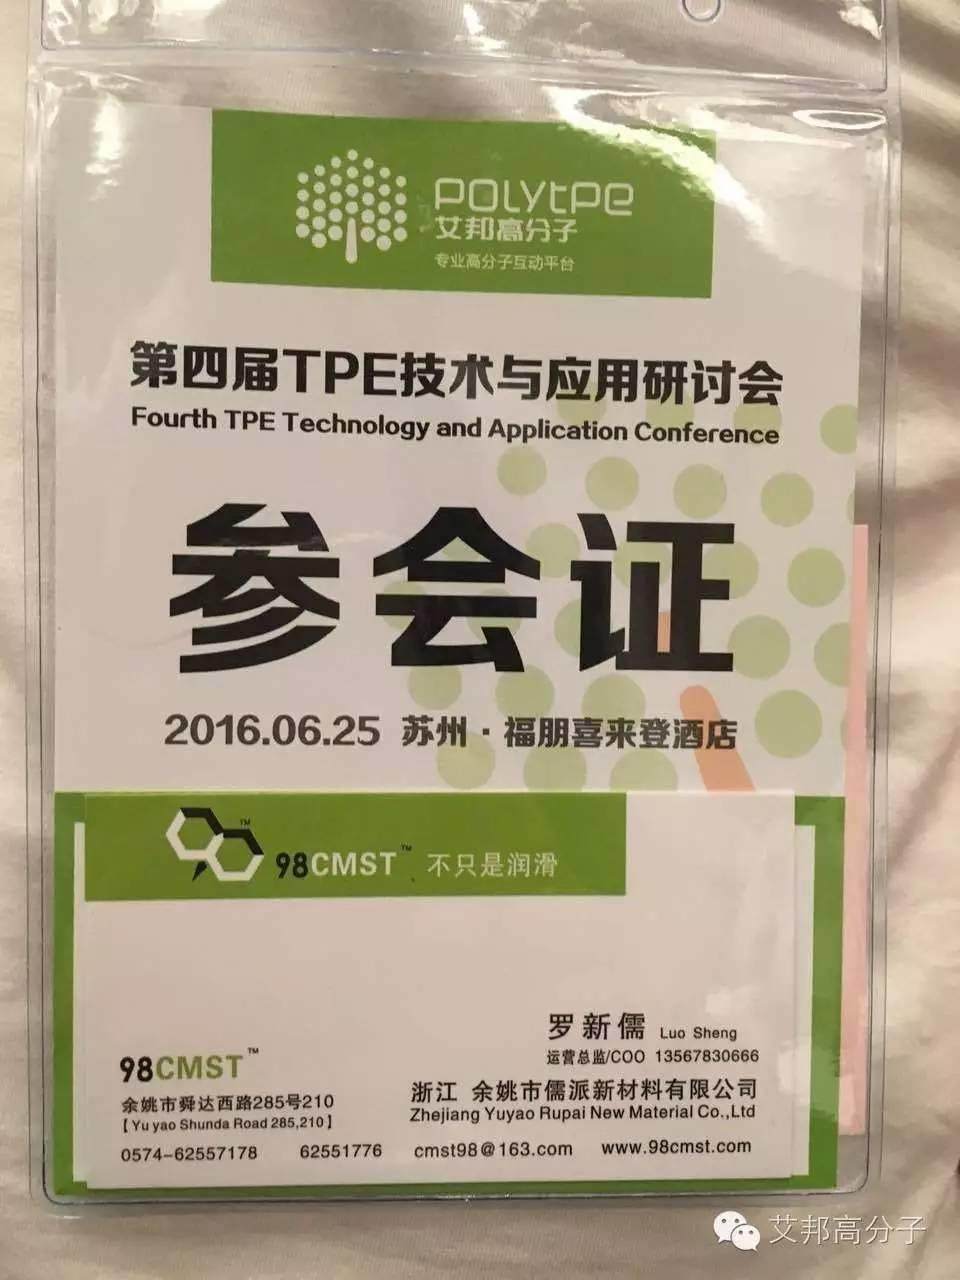 POLYtPE
艾邦高分子
专业高分子互动平台
第四届TPE技术与应用研讨会
Fourth TPE Technology and Application Conference
参会证
2016.06.25 苏州·福朋喜来登酒店
98CMST™ 不只是润滑
TM
罗新儒 Luo Sheng
运营总监/COO 13567830666
98CMST™
浙江 余姚市儒派新材料有限公司
余姚市舜达西路285号210
Zhejiang Yuyao Rupai New Material Co.,Ltd
【Yu yao Shunda Road 285,210】
0574-62557178 62551776 cmst98@163.com www.98cmst.com
艾邦高分子